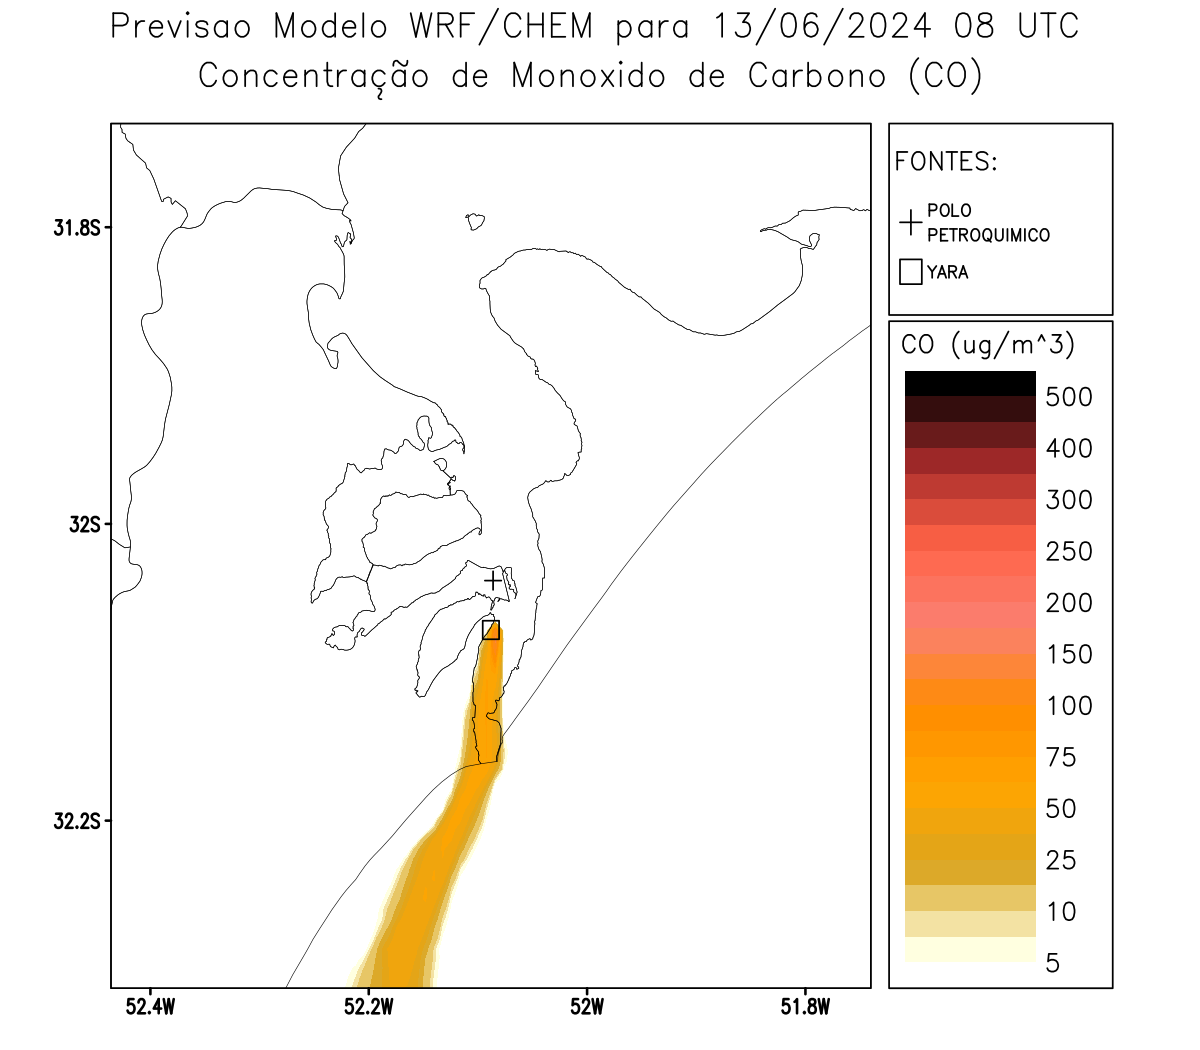 Previsao Modelo WRF/CHEM para 13/06/2024 08 UTC
Concentração de Monoxido de Carbono (CO)
FONTES:
POLO
PETROQUIMICO
YARA
CO (ug/m^3)
500
400
300
250
200
150
100
75
50
25
10
5
31.8S
32S
32.2S
52.4W
52.2W
52W
51.8W